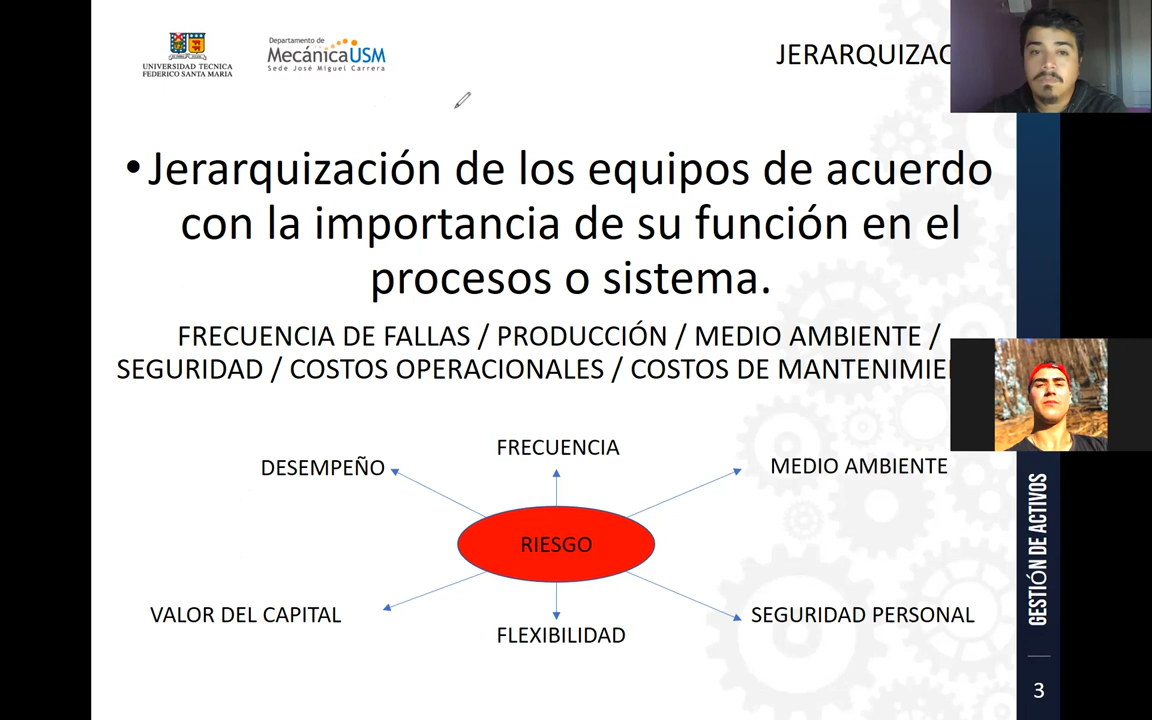 UNIVERSIDAD TECNICA
FEDERICO SANTA MARIA
Departamento de
MecánicaUSM
Sede José Miguel Carrera
JERARQUIZAC
• Jerarquización de los equipos de acuerdo
con la importancia de su función en el
procesos o sistema.
FRECUENCIA DE FALLAS / PRODUCCIÓN / MEDIO AMBIENTE /
SEGURIDAD / COSTOS OPERACIONALES / COSTOS DE MANTENIMIE
FRECUENCIA
DESEMPEÑO
MEDIO AMBIENTE
RIESGO
VALOR DEL CAPITAL
SEGURIDAD PERSONAL
FLEXIBILIDAD
GESTIÓN DE ACTIVOS
3